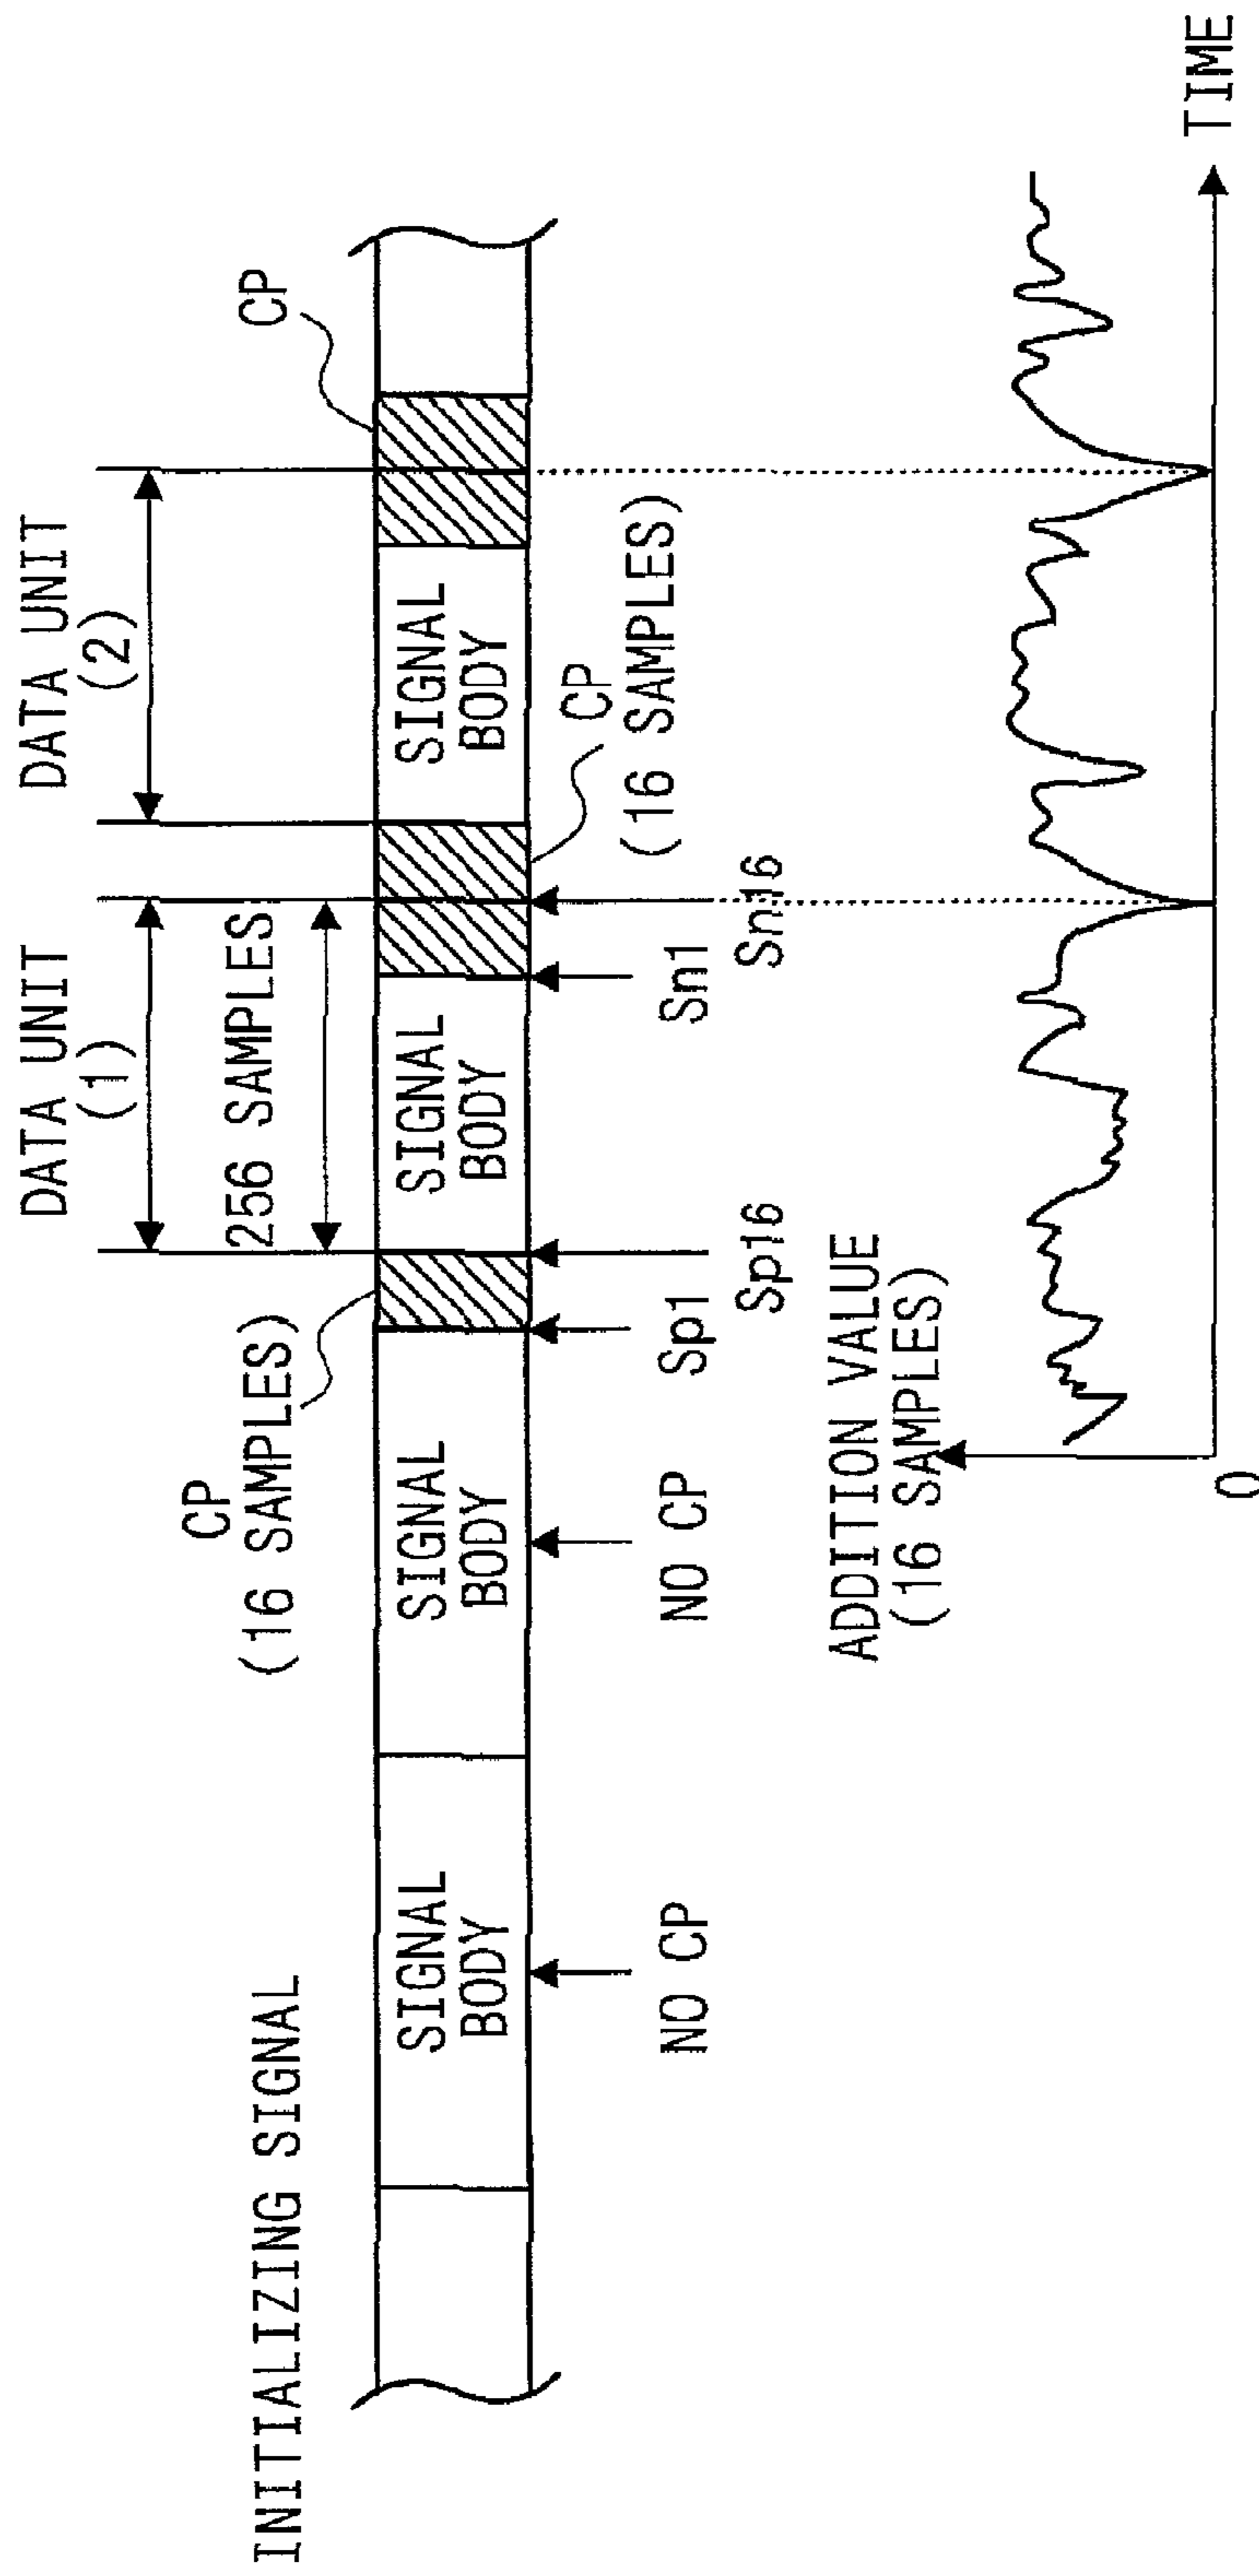 INITIALIZING SIGNAL
DATA UNIT
(1)
DATA UNIT
(2)
256 SAMPLES
CP
(16 SAMPLES)
CP
SIGNAL
BODY
SIGNAL
BODY
SIGNAL
BODY
SIGNAL
BODY
NO CP
NO CP
Sp1
Sp16
Sn1
Sn16
CP
(16 SAMPLES)
ADDITION VALUE
(16 SAMPLES)
0
TIME